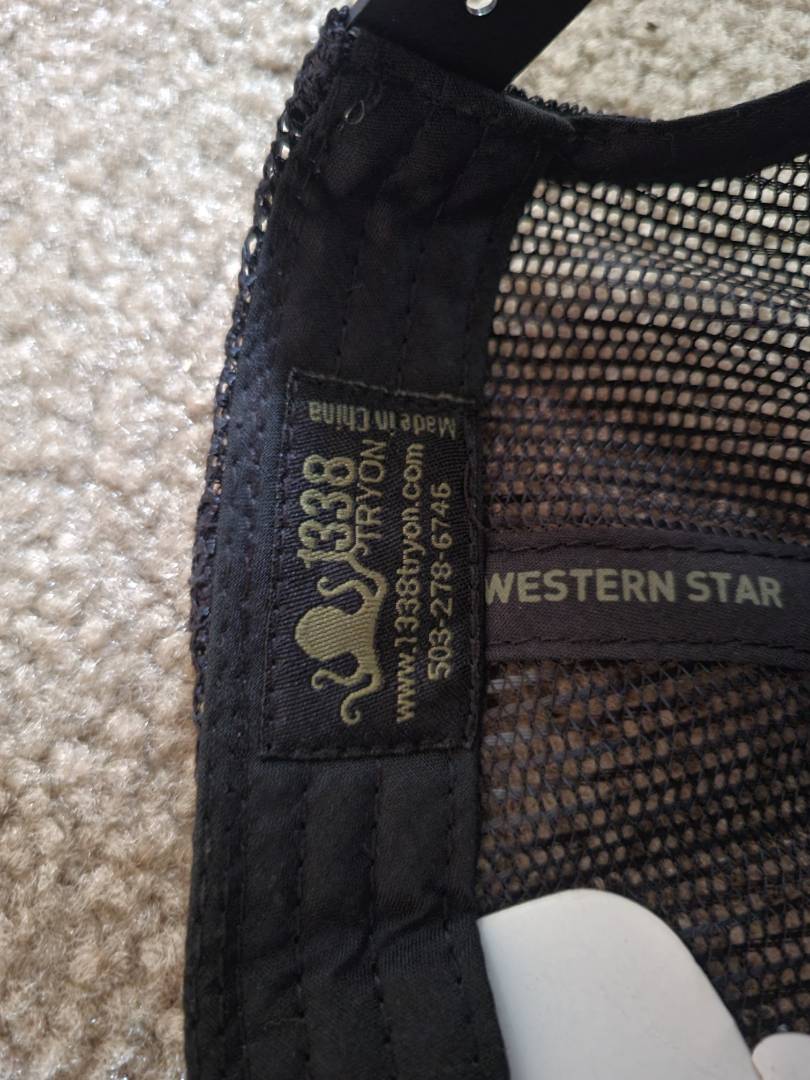 Made in China
1338
TRYON
www.1338tryon.com
503-278-6746
WESTERN STAR